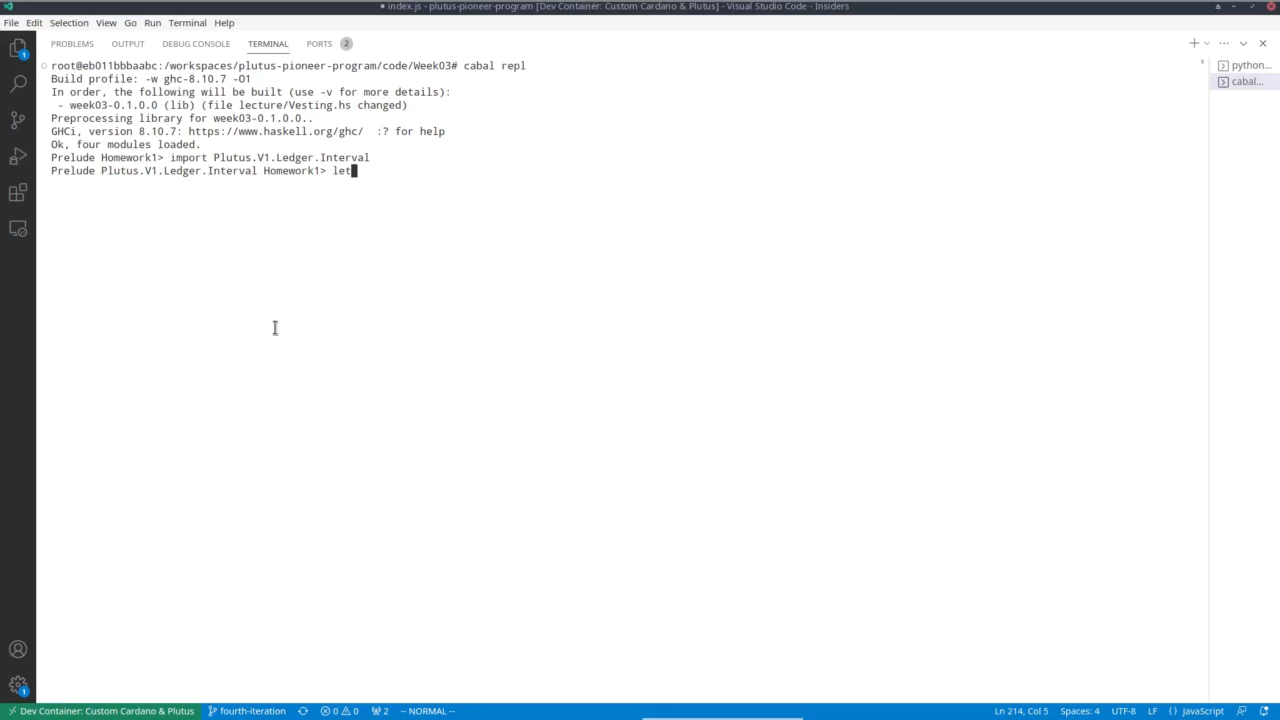 ● index.js - plutus-pioneer-program [Dev Container: Custom Cardano & Plutus] - Visual Studio Code - Insiders
File Edit Selection View Go Run Terminal Help
PROBLEMS OUTPUT DEBUG CONSOLE TERMINAL PORTS 2
root@eb011bbbaabc:/workspaces/plutus-pioneer-program/code/Week03# cabal repl
Build profile: -w ghc-8.10.7 -O1
In order, the following will be built (use -v for more details):
- week03-0.1.0.0 (lib) (file lecture/Vesting.hs changed)
Preprocessing library for week03-0.1.0.0..
GHCi, version 8.10.7: https://www.haskell.org/ghc/  :? for help
Ok, four modules loaded.
Prelude Homework1> import Plutus.V1.Ledger.Interval
Prelude Plutus.V1.Ledger.Interval Homework1> let
python...
cabal...
1
1
Dev Container: Custom Cardano & Plutus fourth-iteration 0 0 2 -- NORMAL -- Ln 214, Col 5 Spaces: 4 UTF-8 LF { } JavaScript